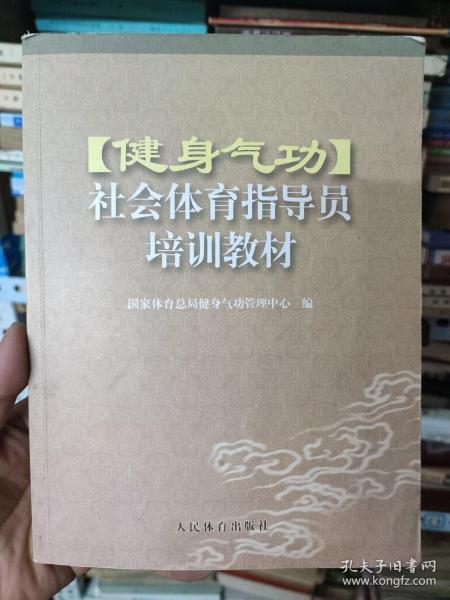 【健身气功】
社会体育指导员
培训教材
国家体育总局健身气功管理中心 编
人民体育出版社
孔夫子旧书网
www.kongfz.com